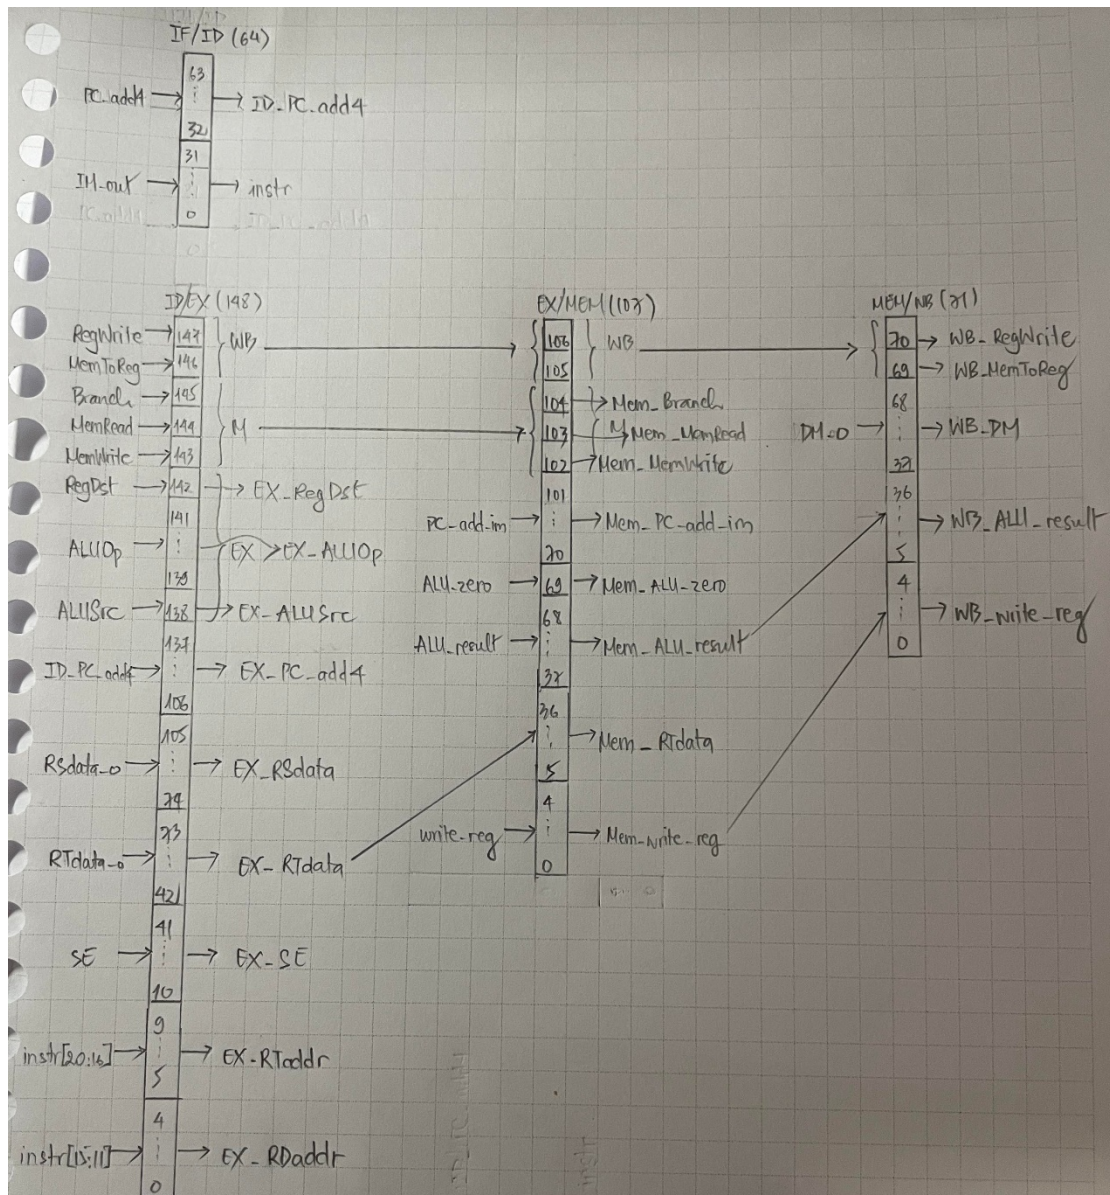 IF/ID (64)
63
PC_add4 ⋮ ID_PC_add4
32
31
IM_out ⋮ instr
0
ID/EX (148)
RegWrite 147 WB
MemToReg 146
Branch 145
MemRead 144 M
MemWrite 143
RegDst 142 EX_RegDst
141
ALUOp ⋮ EX EX_ALUOp
139
ALUSrc 138 EX_ALUSrc
137
ID_PC_add4 ⋮ EX_PC_add4
106
105
RSdata_o ⋮ EX_RSdata
74
73
RTdata_o ⋮ EX_RTdata
42
41
SE ⋮ EX_SE
10
9
instr[20:16] ⋮ EX_RTaddr
5
4
instr[15:11] ⋮ EX_RDaddr
0
EX/MEM (107)
106 WB
105
104 Mem_Branch
103 M Mem_MemRead
102 Mem_MemWrite
101
PC_add_im ⋮ Mem_PC_add_im
70
ALU_zero 69 Mem_ALU_zero
68
ALU_result ⋮ Mem_ALU_result
37
36
⋮ Mem_RTdata
5
4
write_reg ⋮ Mem_write_reg
0
MEM/WB (71)
70 WB_RegWrite
69 WB_MemToReg
68
DM_O ⋮ WB_DM
37
36
⋮ WB_ALU_result
5
4
⋮ WB_write_reg
0